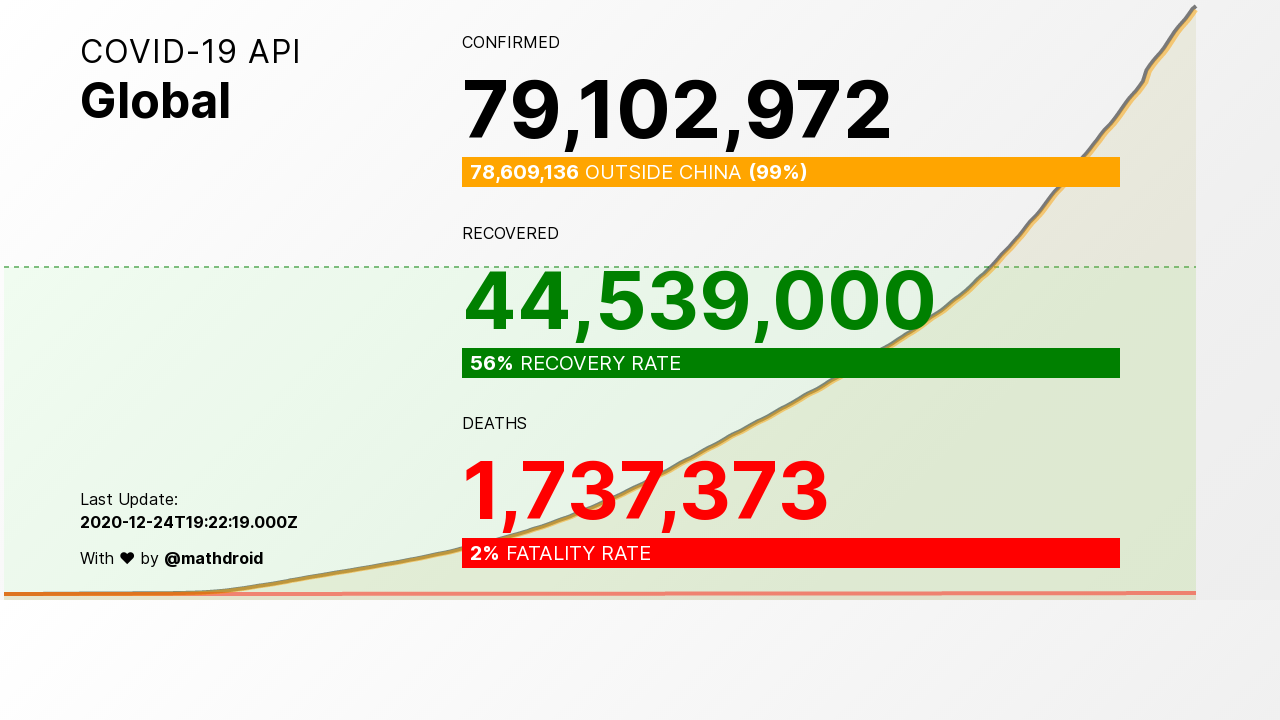 COVID-19 API
Global
CONFIRMED
79,102,972
78,609,136 OUTSIDE CHINA (99%)
RECOVERED
44,539,000
56% RECOVERY RATE
DEATHS
1,737,373
2% FATALITY RATE
Last Update:
2020-12-24T19:22:19.000Z
With ♥ by @mathdroid